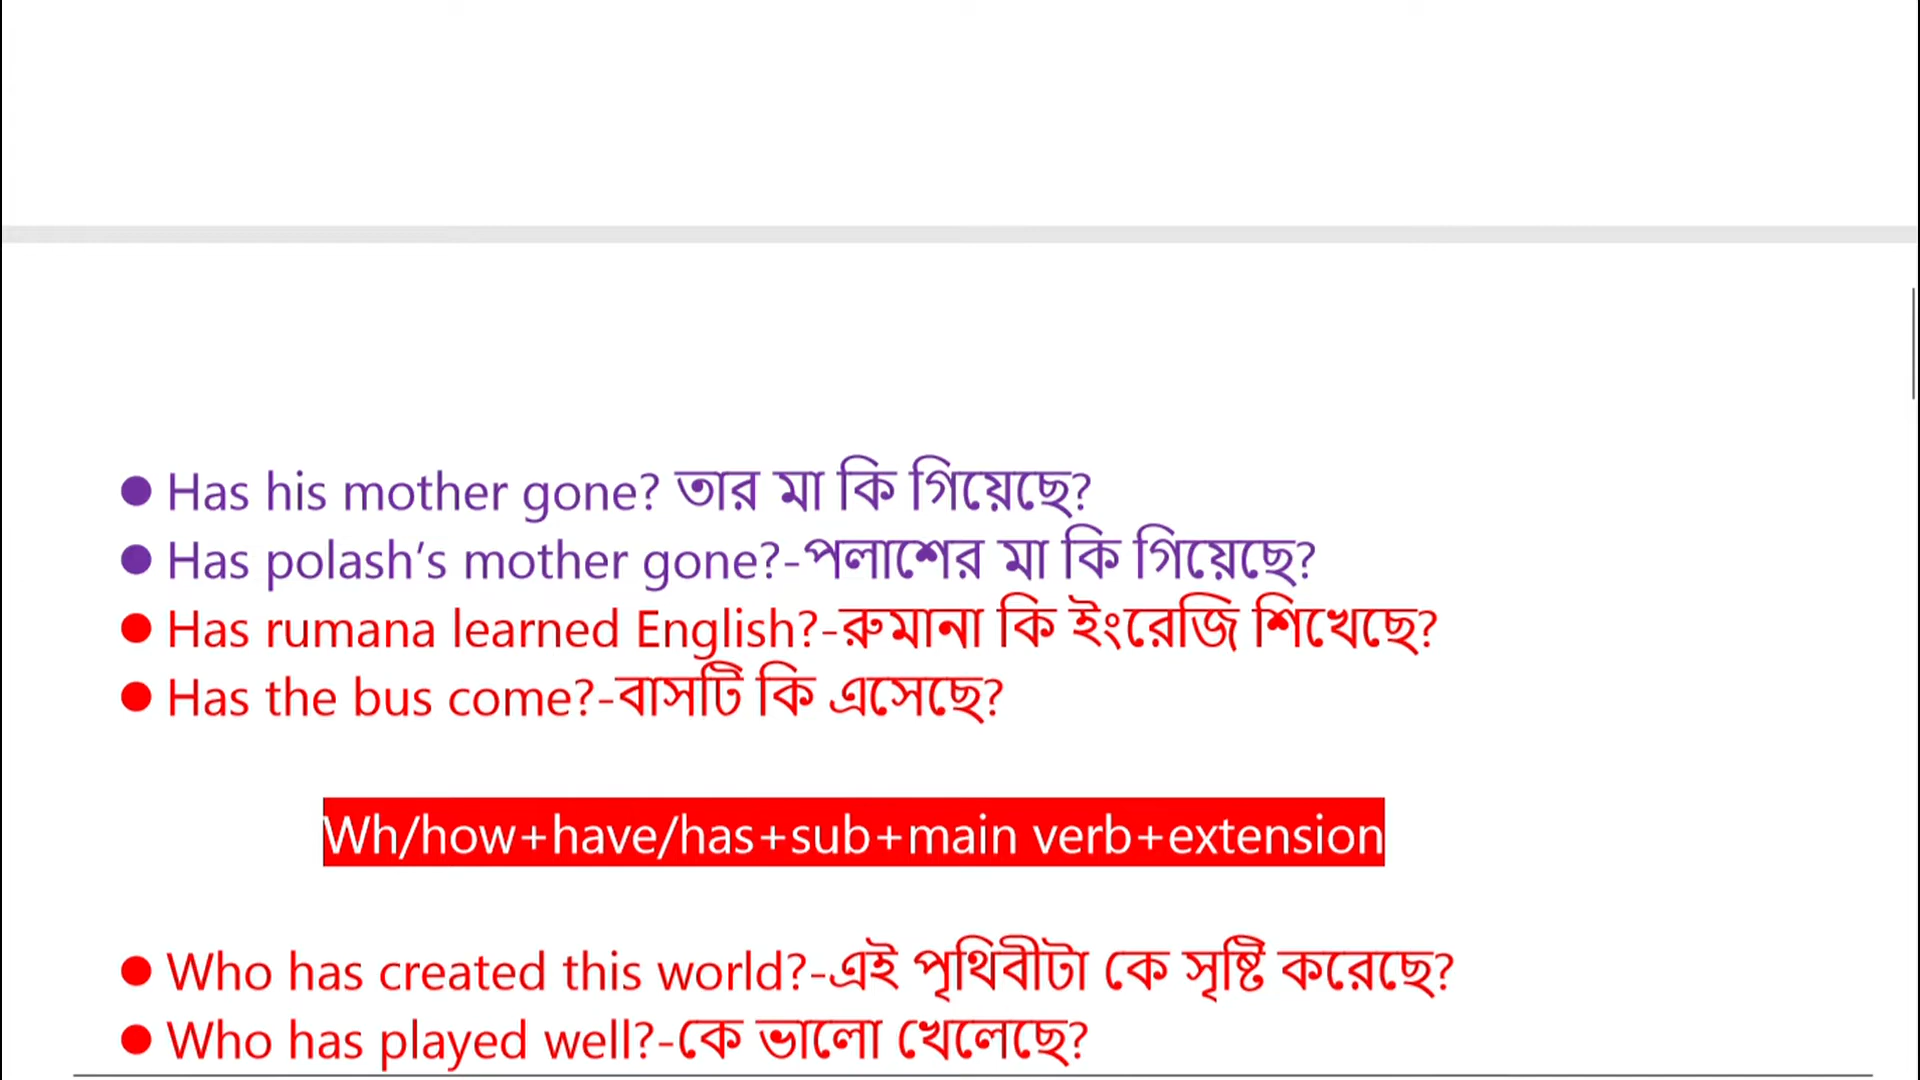 ● Has his mother gone? তার মা কি গিয়েছে?
● Has polash’s mother gone?-পলাশের মা কি গিয়েছে?
● Has rumana learned English?-রুমানা কি ইংরেজি শিখেছে?
● Has the bus come?-বাসটি কি এসেছে?
Wh/how+have/has+sub+main verb+extension
● Who has created this world?-এই পৃথিবীটা কে সৃষ্টি করেছে?
● Who has played well?-কে ভালো খেলেছে?